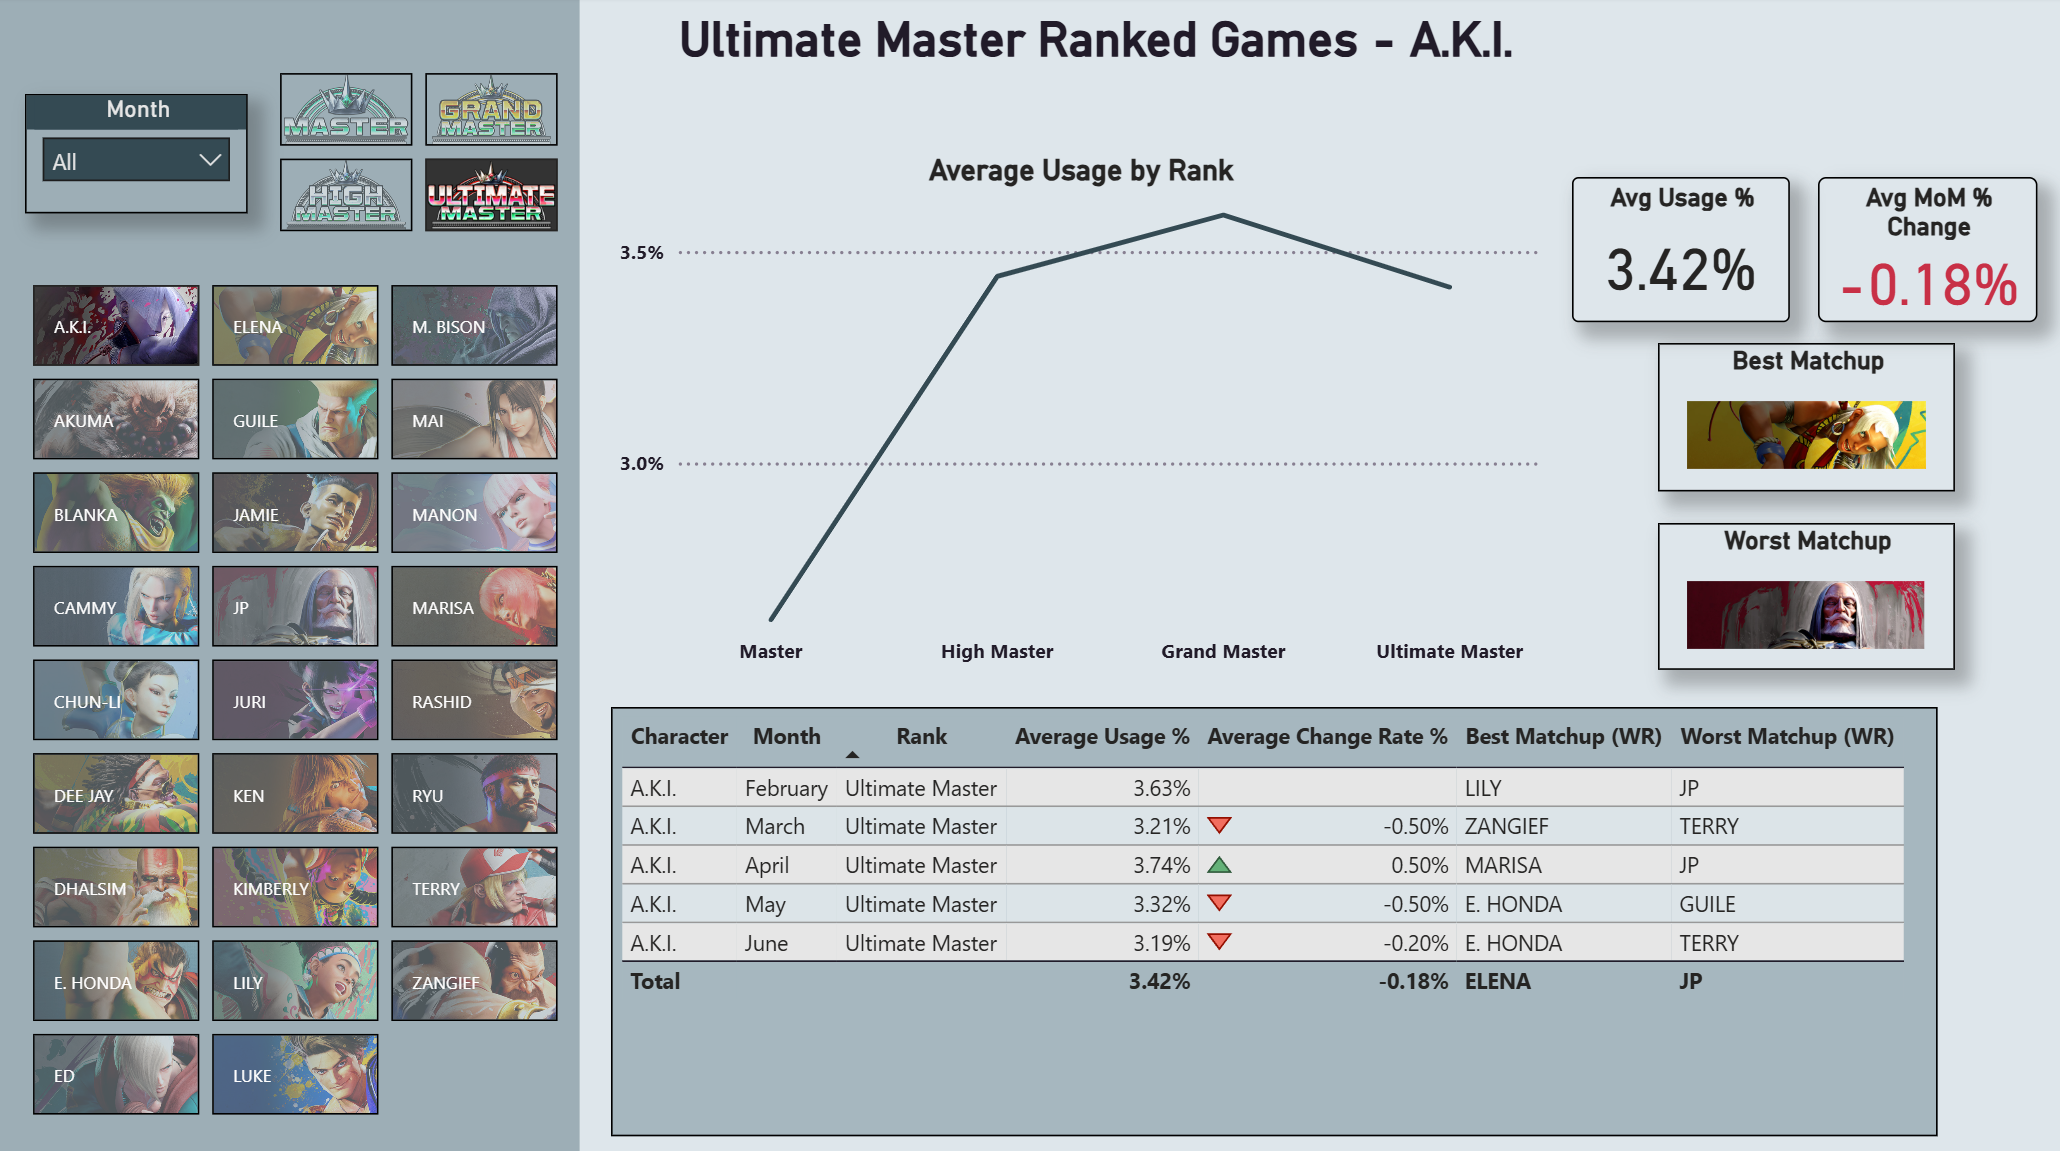 Ultimate Master Ranked Games - A.K.I.
Month
All
MASTER
GRAND
MASTER
HIGH
MASTER
ULTIMATE
MASTER
A.K.I.
ELENA
M. BISON
AKUMA
GUILE
MAI
BLANKA
JAMIE
MANON
CAMMY
JP
MARISA
CHUN-LI
JURI
RASHID
DEE JAY
KEN
RYU
DHALSIM
KIMBERLY
TERRY
E. HONDA
LILY
ZANGIEF
ED
LUKE
Average Usage by Rank
3.5%
3.0%
Master High Master Grand Master Ultimate Master
Avg Usage %
3.42%
Avg MoM %
Change
-0.18%
Best Matchup
Worst Matchup
Character Month Rank Average Usage % Average Change Rate % Best Matchup (WR) Worst Matchup (WR)
A.K.I. February Ultimate Master 3.63% LILY JP
A.K.I. March Ultimate Master 3.21% -0.50% ZANGIEF TERRY
A.K.I. April Ultimate Master 3.74% 0.50% MARISA JP
A.K.I. May Ultimate Master 3.32% -0.50% E. HONDA GUILE
A.K.I. June Ultimate Master 3.19% -0.20% E. HONDA TERRY
Total 3.42% -0.18% ELENA JP